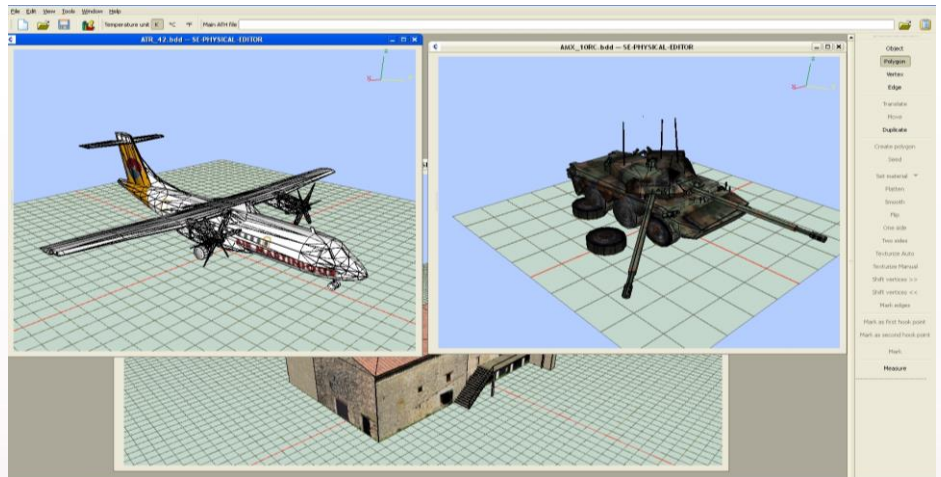 File Edit View Tools Window Help
Temperature unit K °C °F Main ATH file
ATR_42.bdd -- SE-PHYSICAL-EDITOR
AMX_10RC.bdd -- SE-PHYSICAL-EDITOR
Object
Polygon
Vertex
Edge
Translate
Move
Duplicate
Create polygon
Send
Set material
Flatten
Smooth
Flip
One side
Two sides
Texturize Auto
Texturize Manual
Shift vertices >>
Shift vertices <<
Mark edges
Mark as first hook point
Mark as second hook point
Mark
Measure